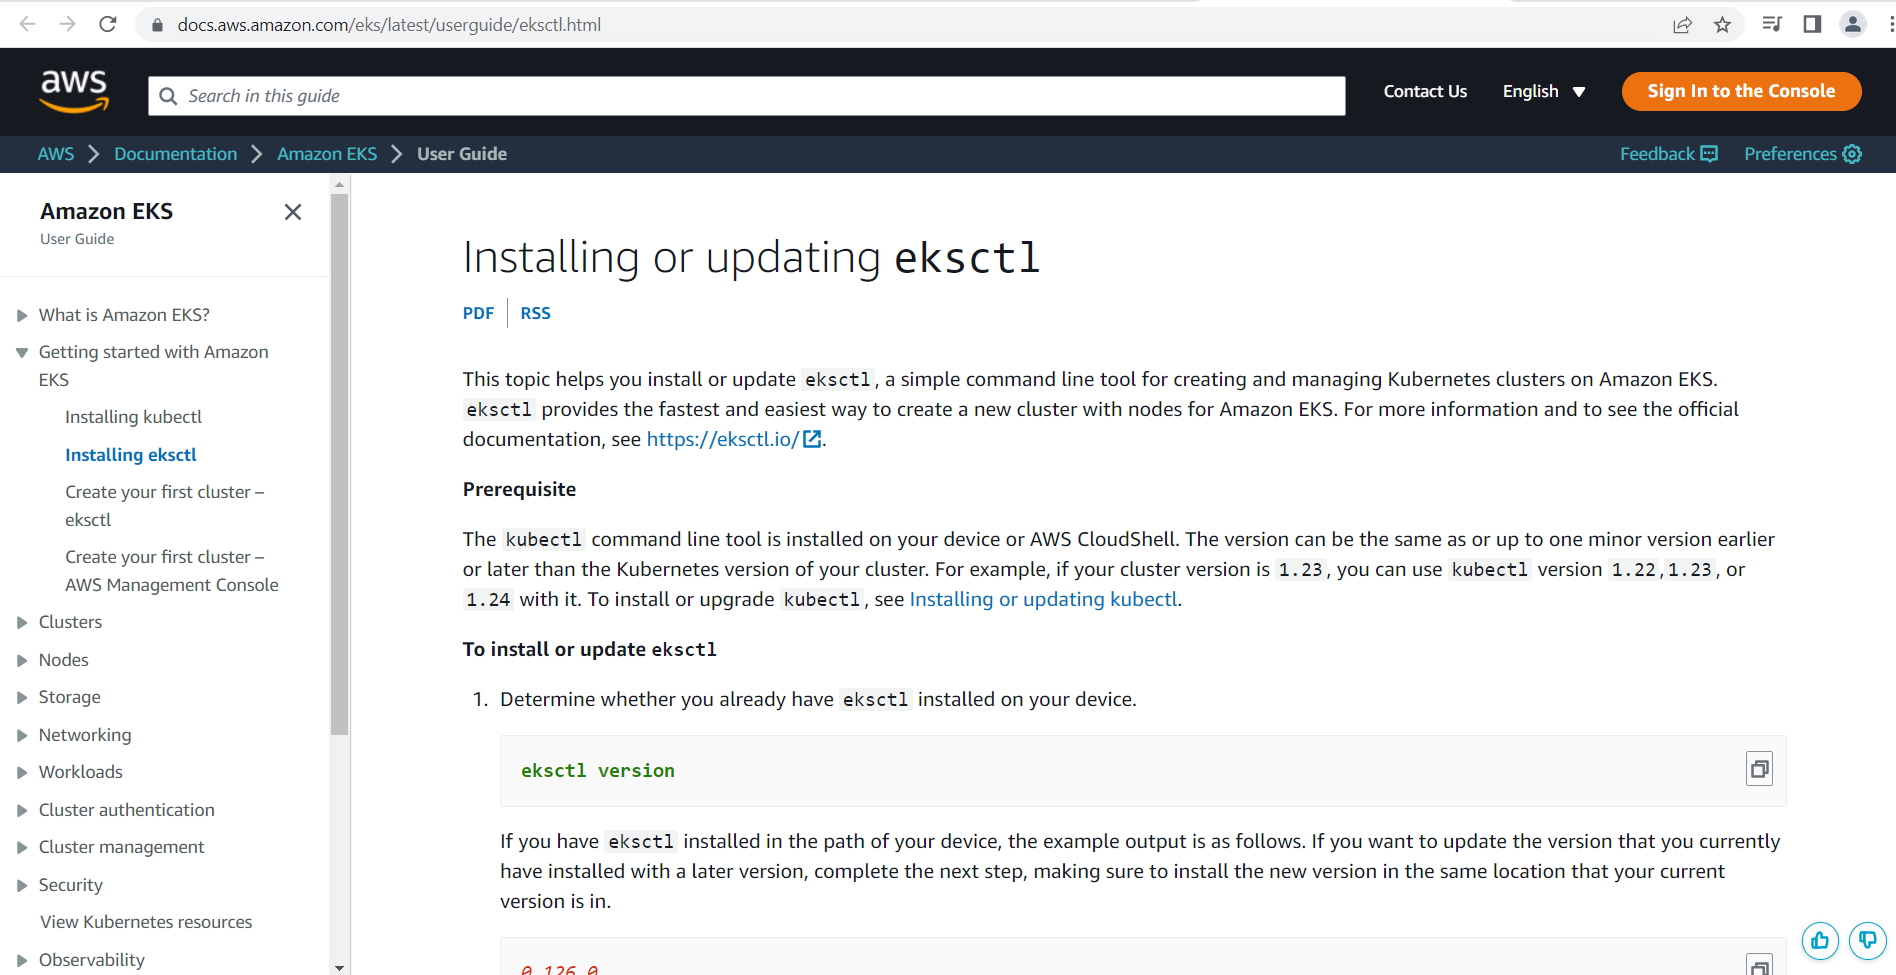 docs.aws.amazon.com/eks/latest/userguide/eksctl.html
aws
Search in this guide
Contact Us
English
Sign In to the Console
AWS
Documentation
Amazon EKS
User Guide
Feedback
Preferences
Amazon EKS
User Guide
What is Amazon EKS?
Getting started with Amazon
EKS
Installing kubectl
Installing eksctl
Create your first cluster –
eksctl
Create your first cluster –
AWS Management Console
Clusters
Nodes
Storage
Networking
Workloads
Cluster authentication
Cluster management
Security
View Kubernetes resources
Observability
Installing or updating eksctl
PDF
RSS
This topic helps you install or update eksctl, a simple command line tool for creating and managing Kubernetes clusters on Amazon EKS.
eksctl provides the fastest and easiest way to create a new cluster with nodes for Amazon EKS. For more information and to see the official
documentation, see https://eksctl.io/.
Prerequisite
The kubectl command line tool is installed on your device or AWS CloudShell. The version can be the same as or up to one minor version earlier
or later than the Kubernetes version of your cluster. For example, if your cluster version is 1.23, you can use kubectl version 1.22,1.23, or
1.24 with it. To install or upgrade kubectl, see Installing or updating kubectl.
To install or update eksctl
1. Determine whether you already have eksctl installed on your device.
eksctl version
If you have eksctl installed in the path of your device, the example output is as follows. If you want to update the version that you currently
have installed with a later version, complete the next step, making sure to install the new version in the same location that your current
version is in.
0.126.0